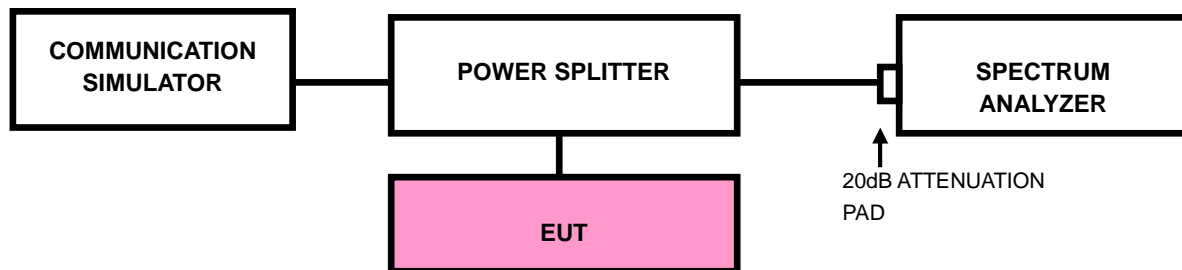 COMMUNICATION
SIMULATOR
POWER SPLITTER
SPECTRUM
ANALYZER
20dB ATTENUATION
PAD
EUT